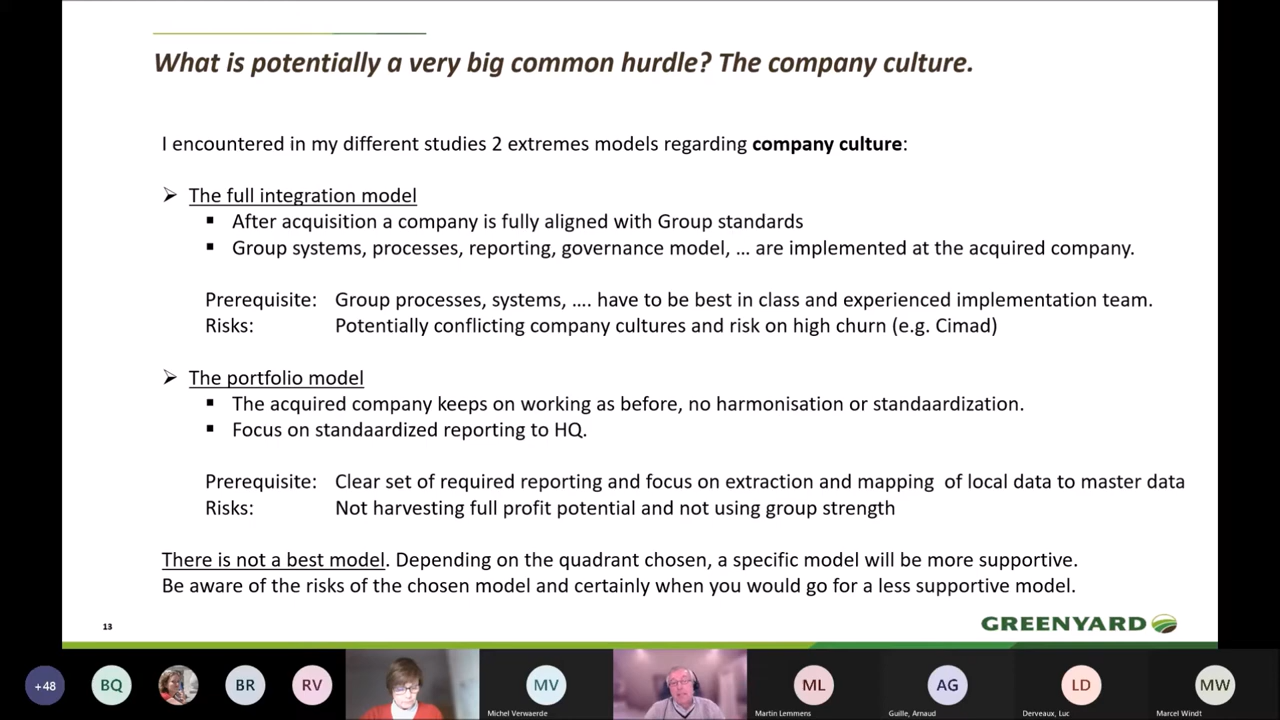 What is potentially a very big common hurdle? The company culture.
I encountered in my different studies 2 extremes models regarding company culture:
➢ The full integration model
▪ After acquisition a company is fully aligned with Group standards
▪ Group systems, processes, reporting, governance model, … are implemented at the acquired company.
Prerequisite: Group processes, systems, …. have to be best in class and experienced implementation team.
Risks: Potentially conflicting company cultures and risk on high churn (e.g. Cimad)
➢ The portfolio model
▪ The acquired company keeps on working as before, no harmonisation or standaardization.
▪ Focus on standaardized reporting to HQ.
Prerequisite: Clear set of required reporting and focus on extraction and mapping of local data to master data
Risks: Not harvesting full profit potential and not using group strength
There is not a best model. Depending on the quadrant chosen, a specific model will be more supportive.
Be aware of the risks of the chosen model and certainly when you would go for a less supportive model.
13
GREENYARD
+48 BQ BR RV MV ML AG LD MW
Michel Verwaerde Martin Lemmens Guille, Arnaud Derveaux, Luc Marcel Windt